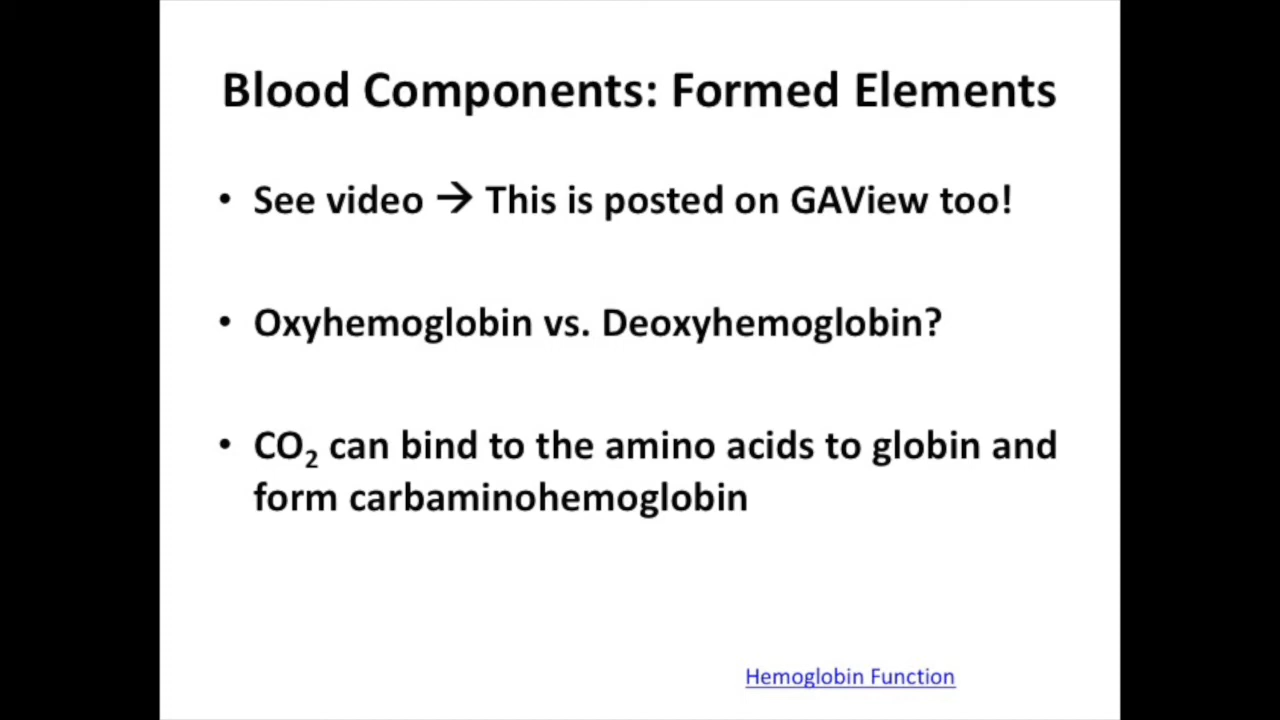 Blood Components: Formed Elements
• See video → This is posted on GAView too!
• Oxyhemoglobin vs. Deoxyhemoglobin?
• CO₂ can bind to the amino acids to globin and
form carbaminohemoglobin
Hemoglobin Function